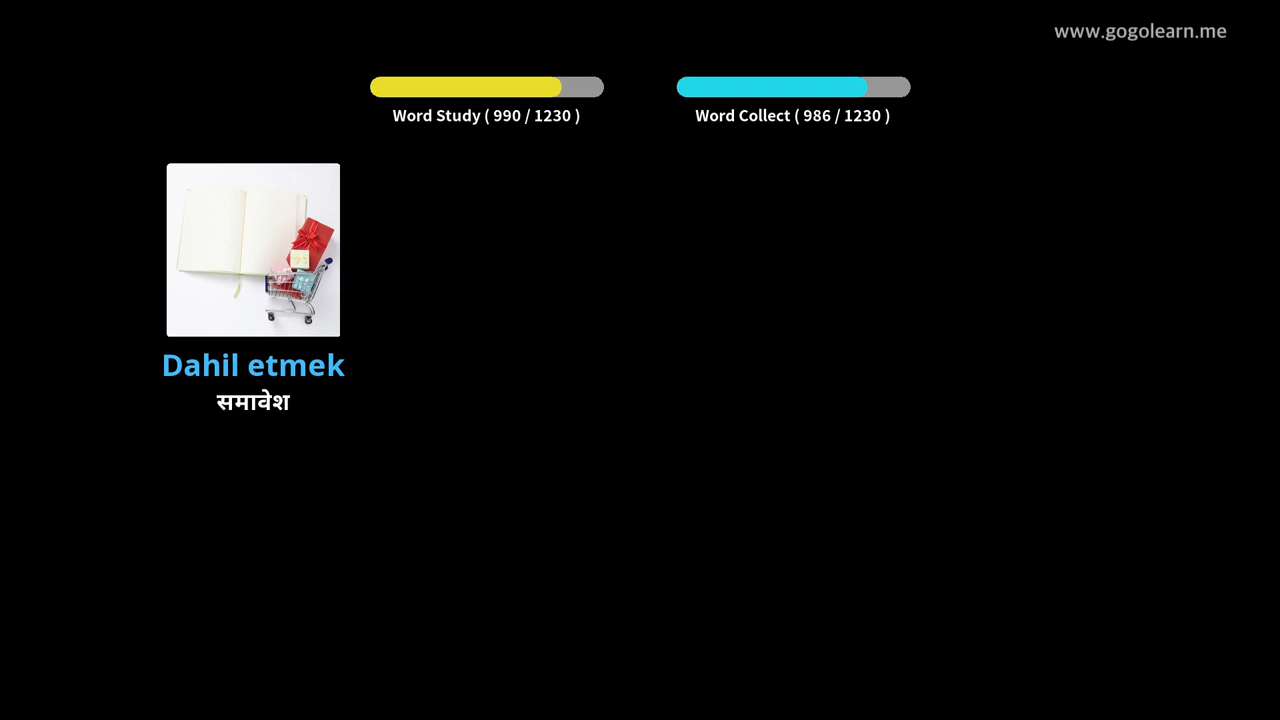 www.gogolearn.me
Word Study ( 990 / 1230 )
Word Collect ( 986 / 1230 )
Dahil etmek
समावेश